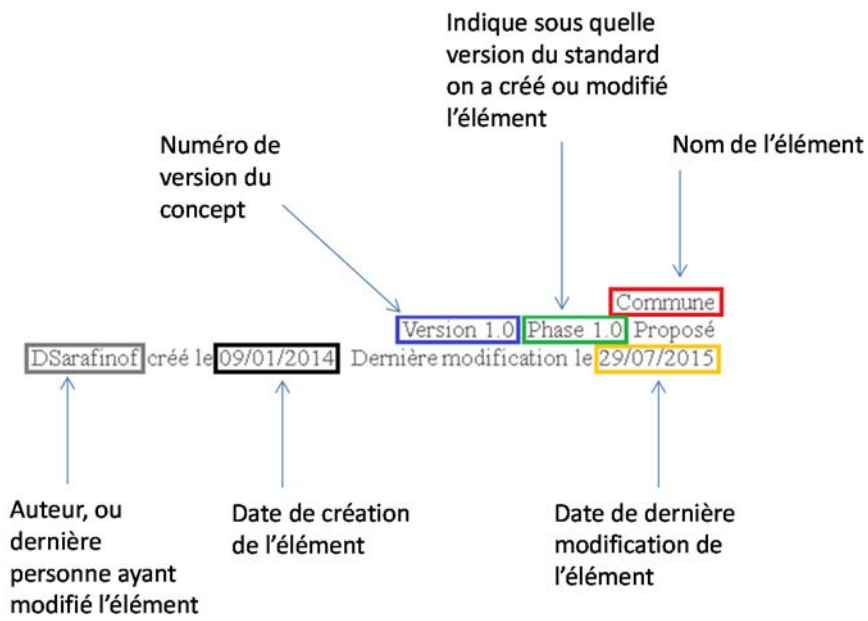 Indique sous quelle
version du standard
on a créé ou modifié
l'élément
Numéro de
version du
concept
Nom de l'élément
Commune
Version 1.0 Phase 1.0 Proposé
DSarafinof créé le 09/01/2014 Dernière modification le 29/07/2015
Auteur, ou
dernière
personne ayant
modifié l'élément
Date de création
de l'élément
Date de dernière
modification de
l'élément